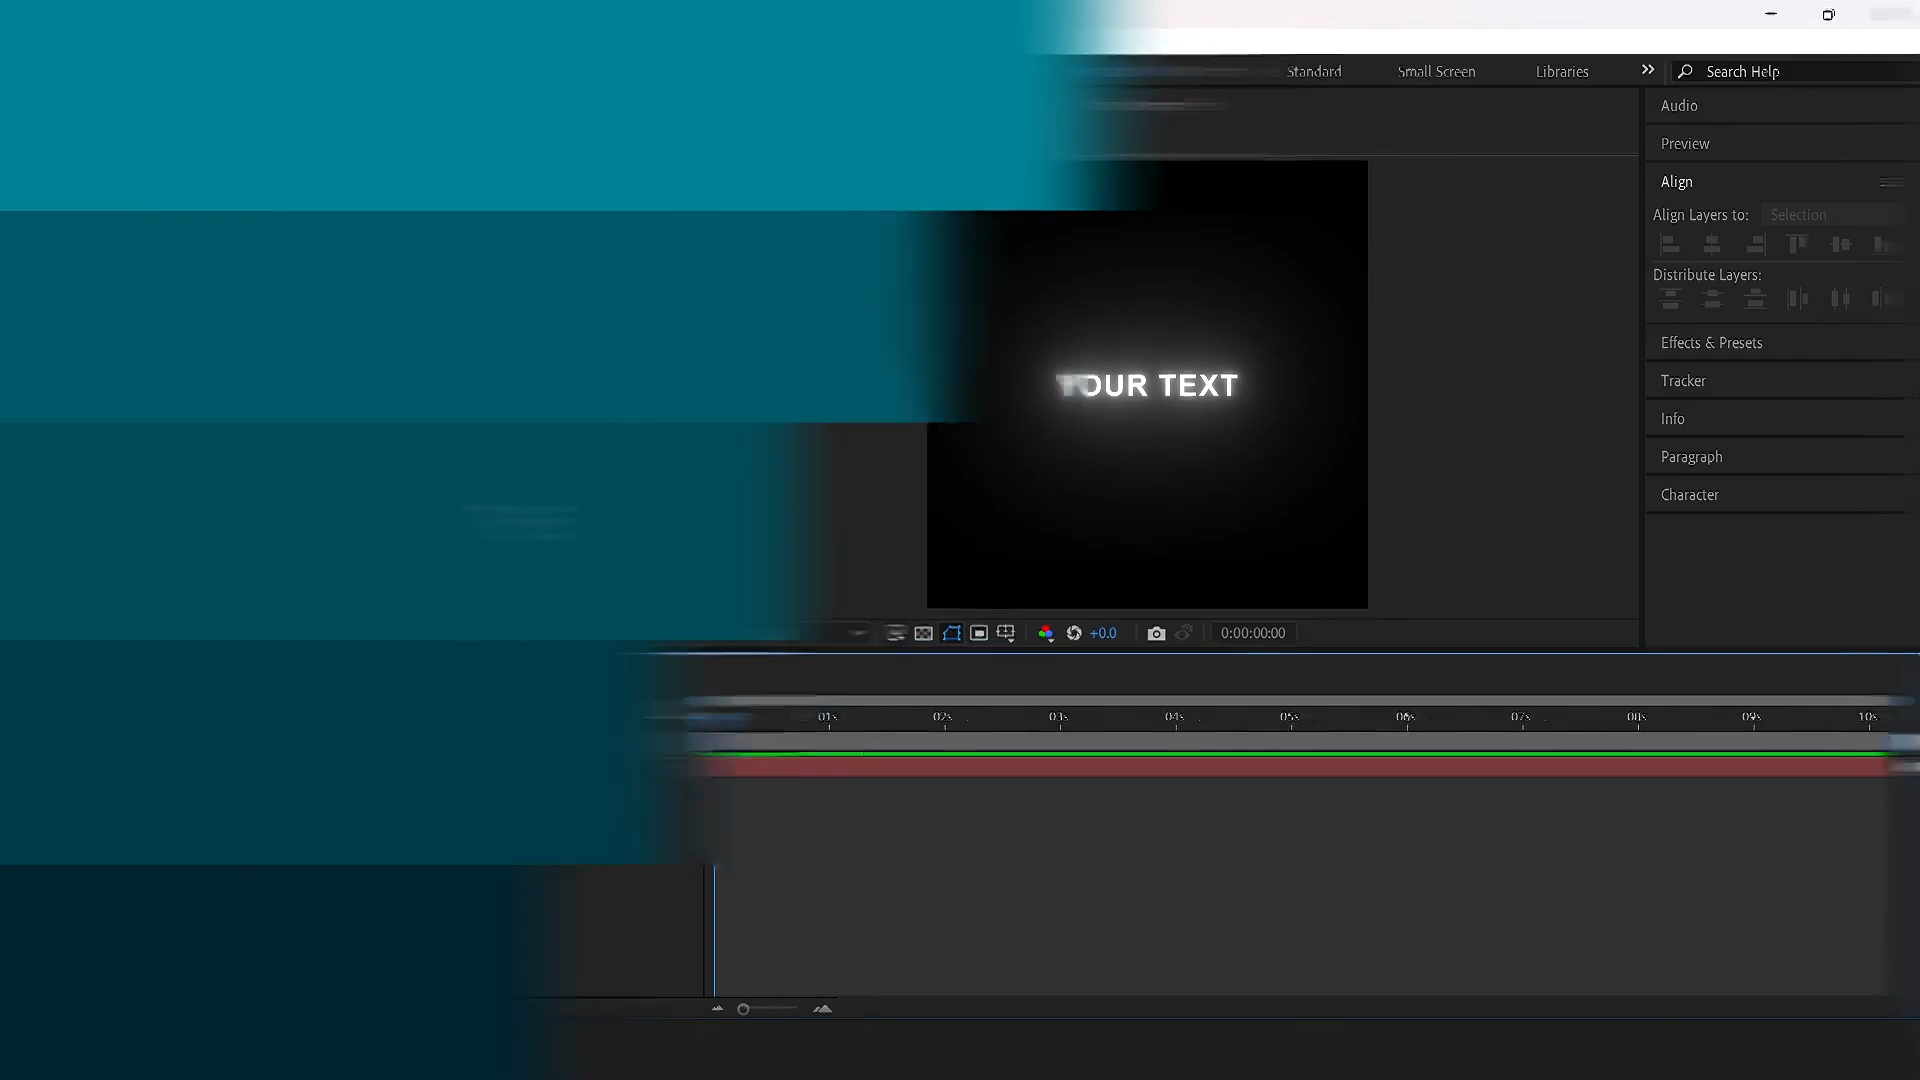 Standard Small Screen Libraries Search Help
Audio
Preview
Align
Align Layers to: Selection
Distribute Layers:
Effects & Presets
Tracker
Info
Paragraph
Character
YOUR TEXT
+0.0 0:00:00:00
01s 02s 03s 04s 05s 06s 07s 08s 09s 10s